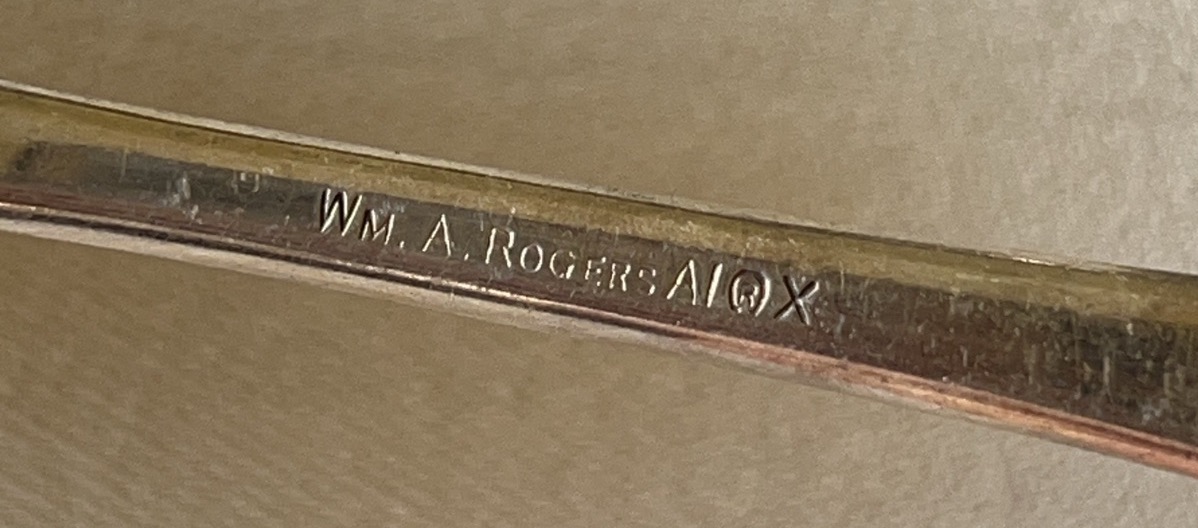 WM. A. ROGERS A1 ® X